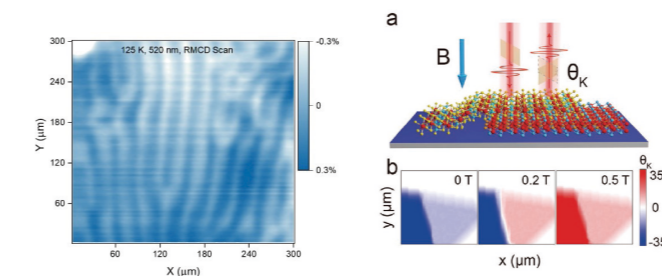 125 K, 520 nm, RMCD Scan
300
240
180
120
60
Y (μm)
60
120
180
240
300
X (μm)
-0.3%
0
0.3%
a
B
θK
b
0 T
0.2 T
0.5 T
y (μm)
x (μm)
θK
35
0
-35